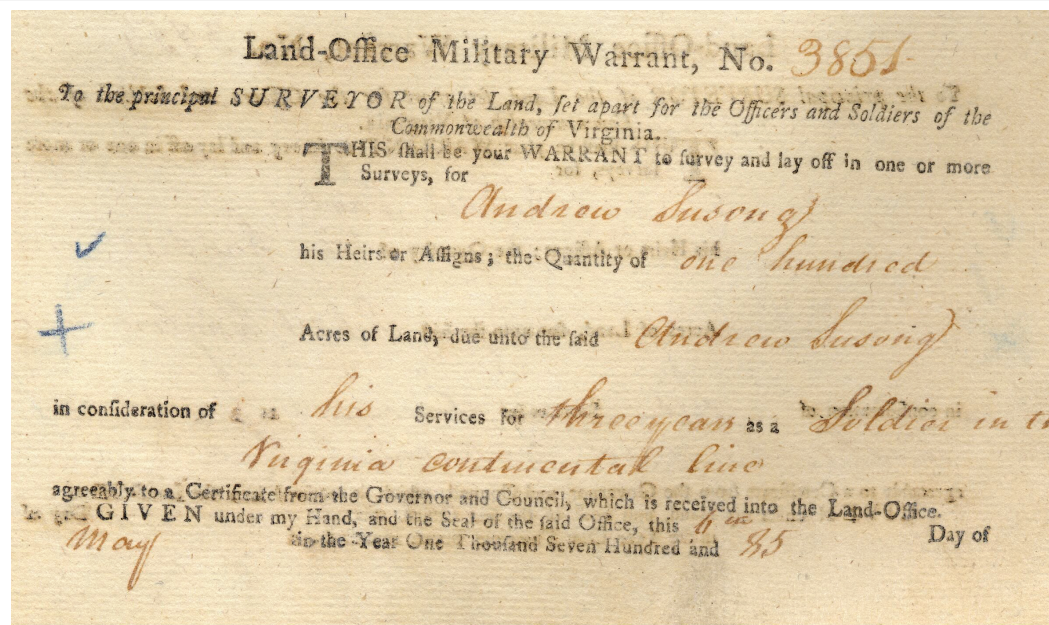 Land-Office Military Warrant, No. 3851
To the principal SURVEYOR of the Land, ſet apart for the Officers and Soldiers of the
Commonwealth of Virginia.
THIS ſhall be your WARRANT to ſurvey and lay off in one or more
Surveys, for
Andrew Susong
his Heirs or Aſſigns; the Quantity of one hundred
Acres of Land, due unto the ſaid Andrew Susong
in conſideration of his Services for three years as a Soldier in
Virginia continental line
agreeably to a Certificate from the Governor and Council, which is received into the Land-Office.
GIVEN under my Hand, and the Seal of the ſaid Office, this 6th Day of
May in the Year One Thouſand Seven Hundred and 85